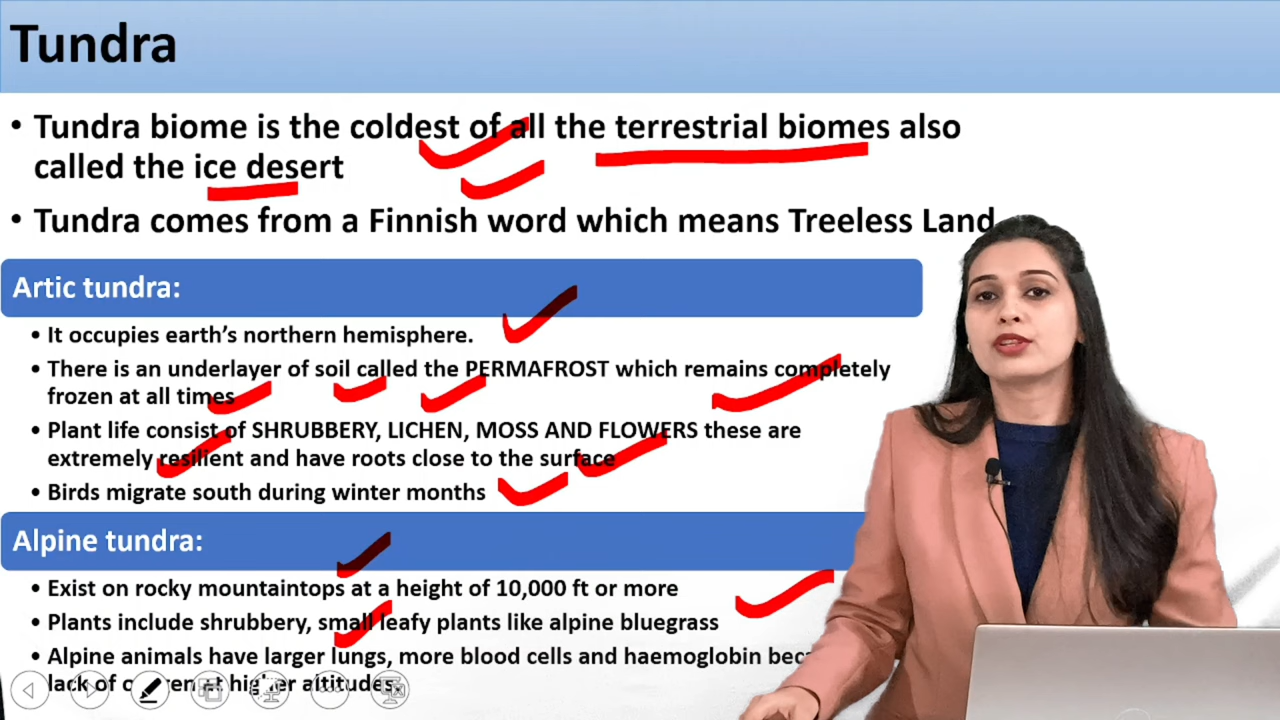 Tundra
• Tundra biome is the coldest of all the terrestrial biomes also
called the ice desert
• Tundra comes from a Finnish word which means Treeless Land
Artic tundra:
• It occupies earth's northern hemisphere.
• There is an underlayer of soil called the PERMAFROST which remains completely
frozen at all times
• Plant life consist of SHRUBBERY, LICHEN, MOSS AND FLOWERS these are
extremely resilient and have roots close to the surface
• Birds migrate south during winter months
Alpine tundra:
• Exist on rocky mountaintops at a height of 10,000 ft or more
• Plants include shrubbery, small leafy plants like alpine bluegrass
• Alpine animals have larger lungs, more blood cells and haemoglobin
lack of at higher altitudes